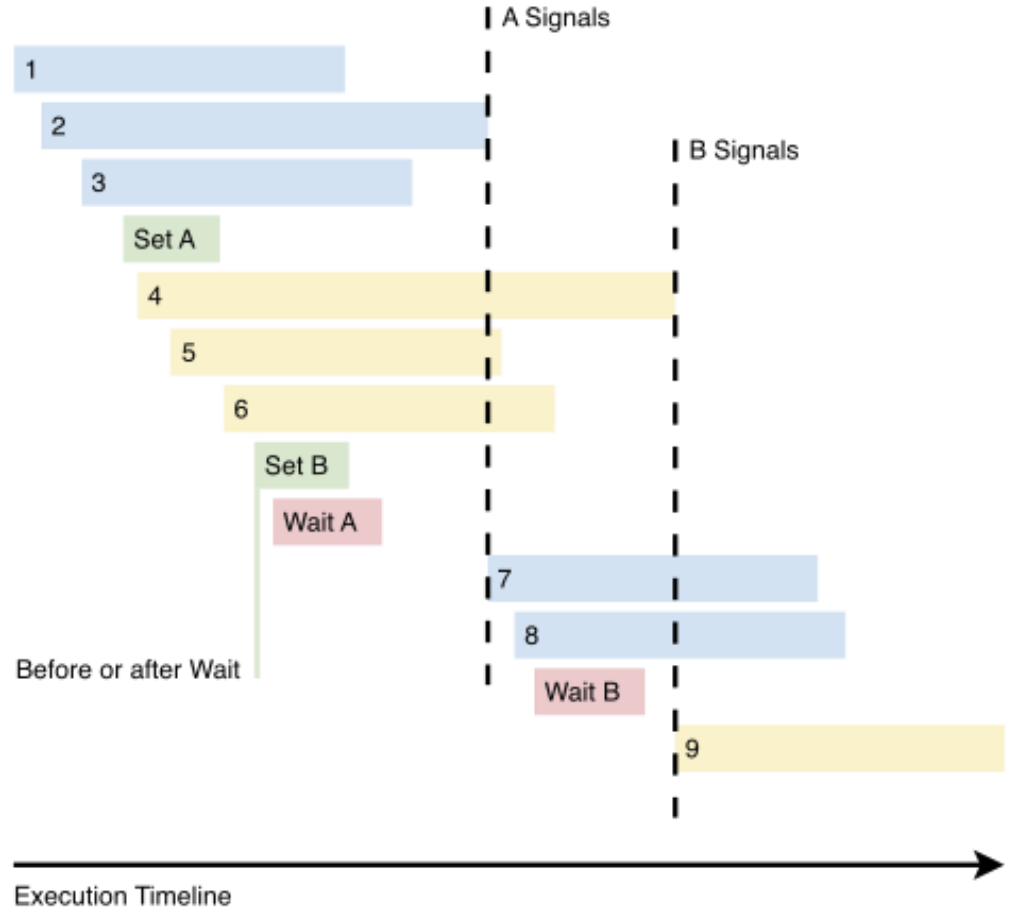 A Signals
1
2
B Signals
3
Set A
4
5
6
Set B
Wait A
7
8
Before or after Wait
Wait B
9
Execution Timeline